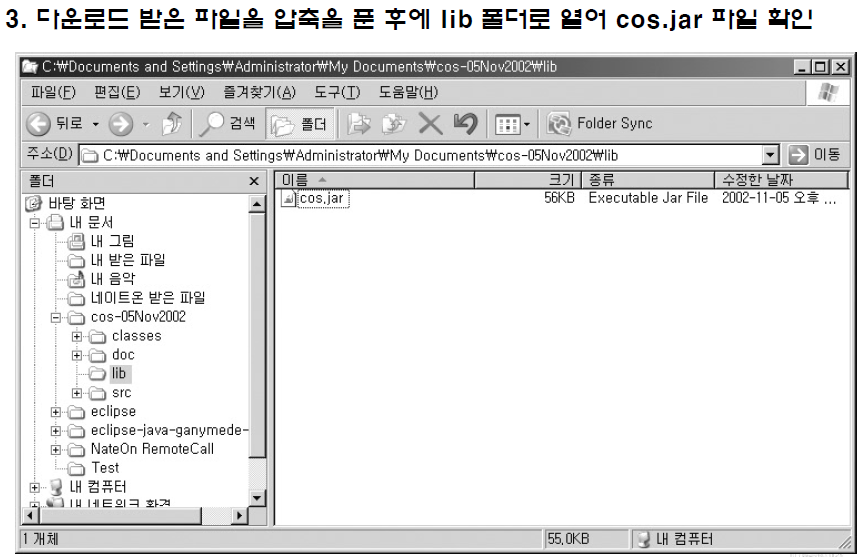 3. 다운로드 받은 파일을 압축을 푼 후에 lib 폴더로 열어 cos.jar 파일 확인
C:₩Documents and Settings₩Administrator₩My Documents₩cos-05Nov2002₩lib
파일(F) 편집(E) 보기(V) 즐겨찾기(A) 도구(T) 도움말(H)
뒤로 검색 폴더 Folder Sync
주소(D) C:₩Documents and Settings₩Administrator₩My Documents₩cos-05Nov2002₩lib 이동
폴더 x 이름 크기 종류 수정한 날짜
바탕 화면 cos.jar 56KB Executable Jar File 2002-11-05 오후 ...
내 문서
내 그림
내 받은 파일
내 음악
네이트온 받은 파일
cos-05Nov2002
classes
doc
lib
src
eclipse
eclipse-java-ganymede-
NateOn RemoteCall
Test
내 컴퓨터
내 네트워크 환경
1 개체 55,0KB 내 컴퓨터